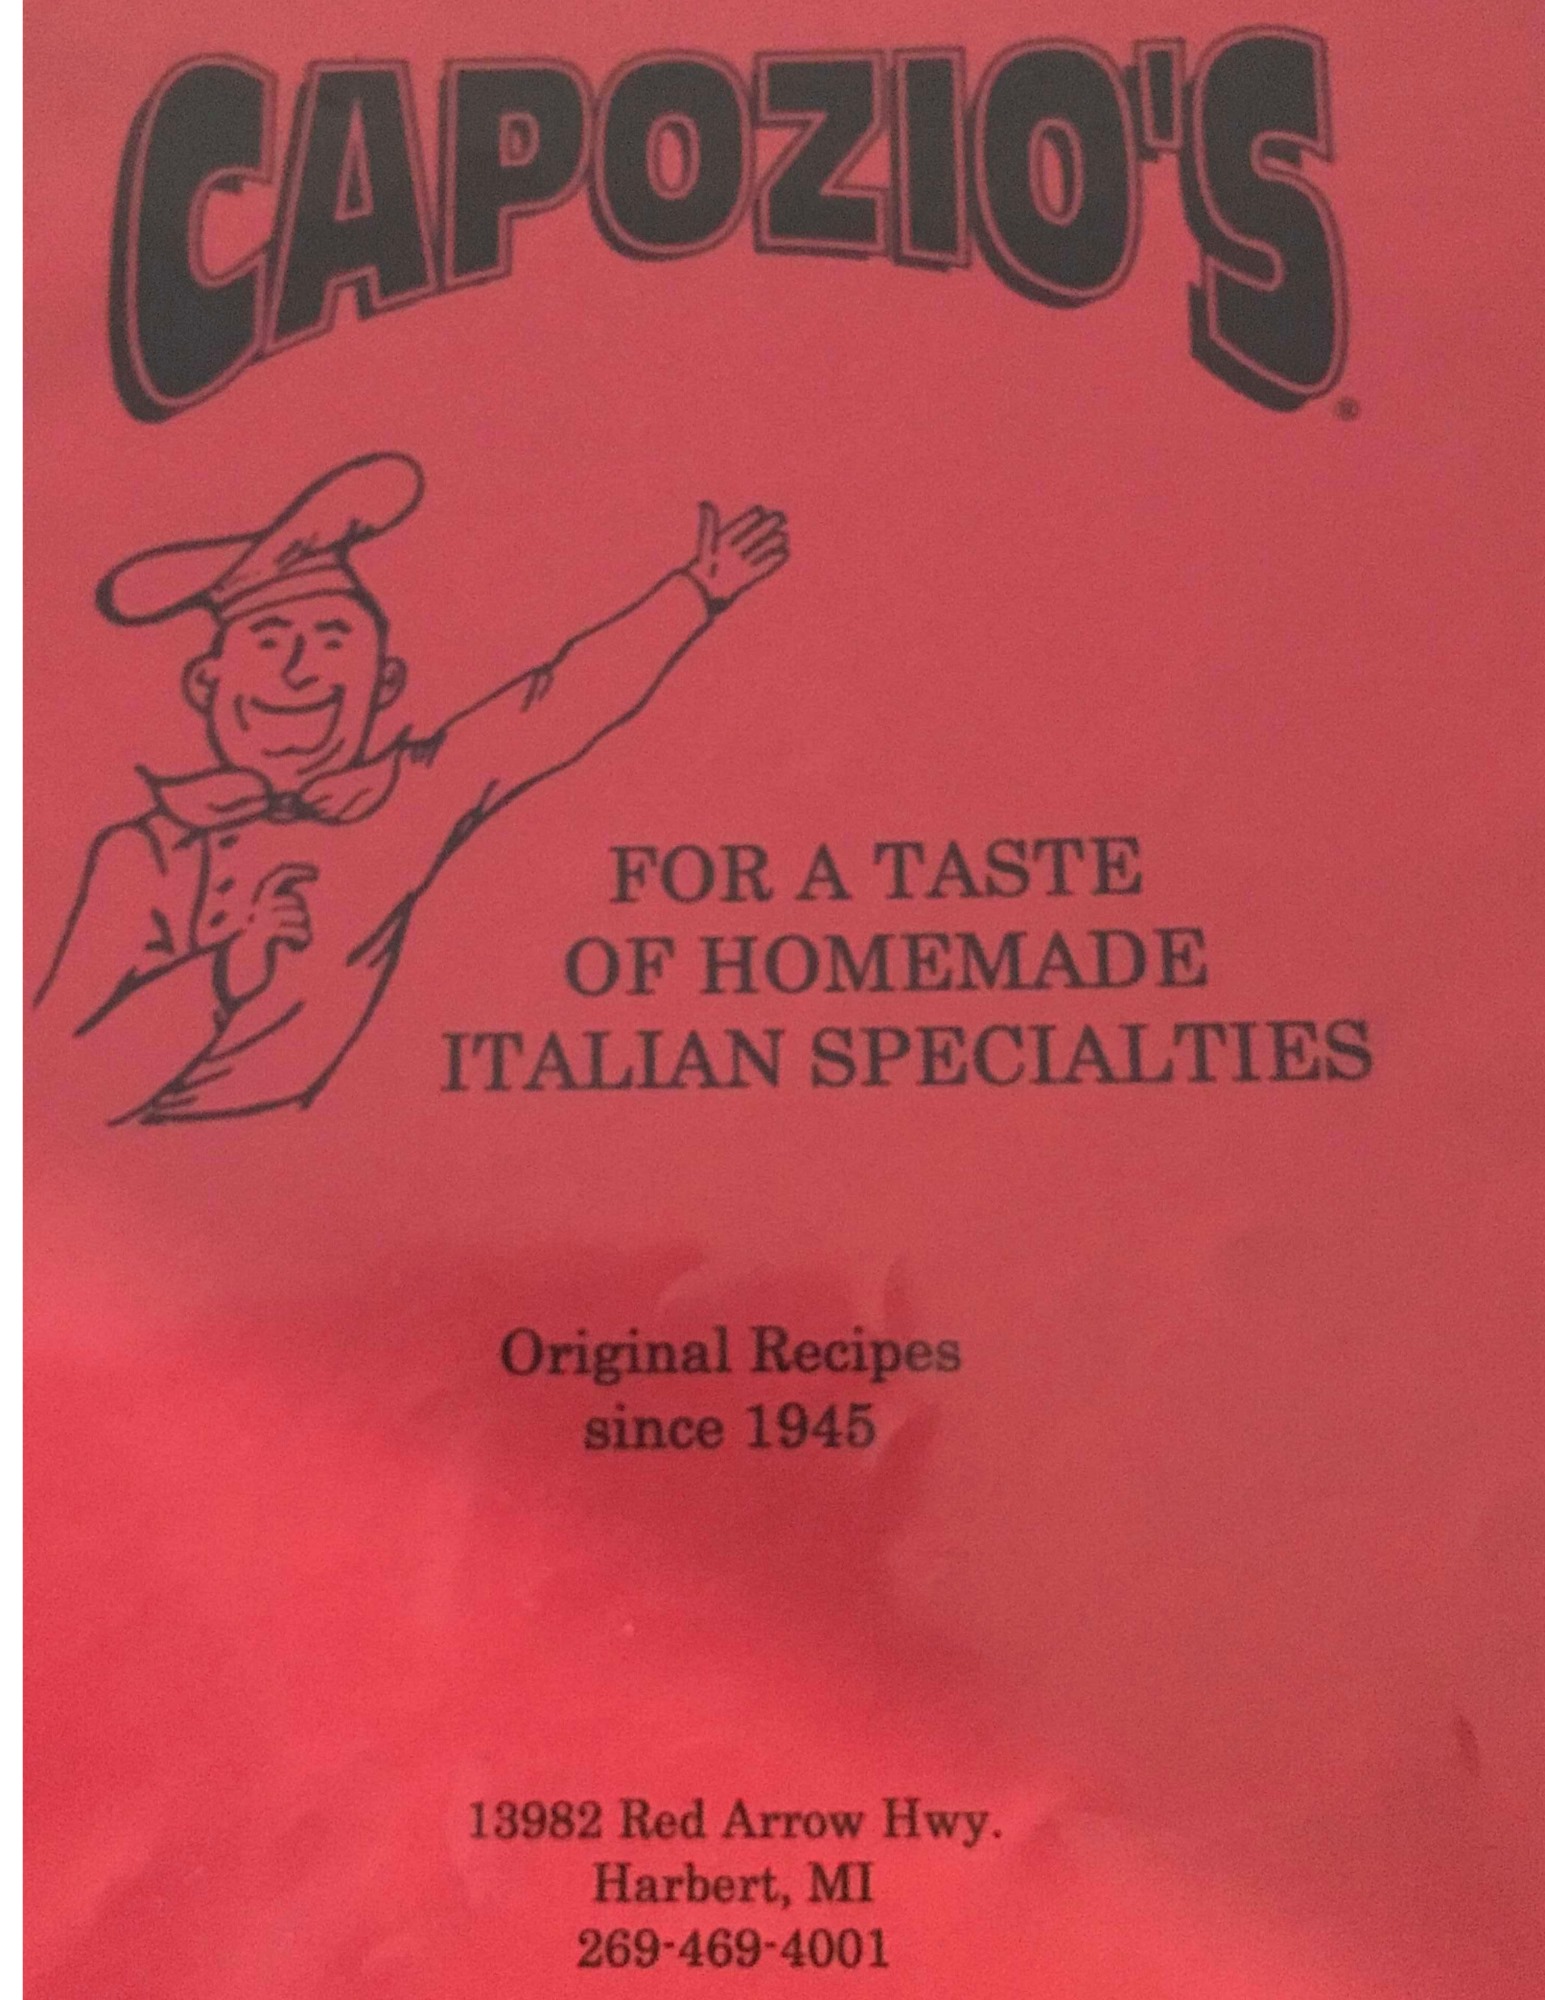 CAPOZIO'S®
FOR A TASTE
OF HOMEMADE
ITALIAN SPECIALTIES
Original Recipes
since 1945
13982 Red Arrow Hwy.
Harbert, MI
269-469-4001